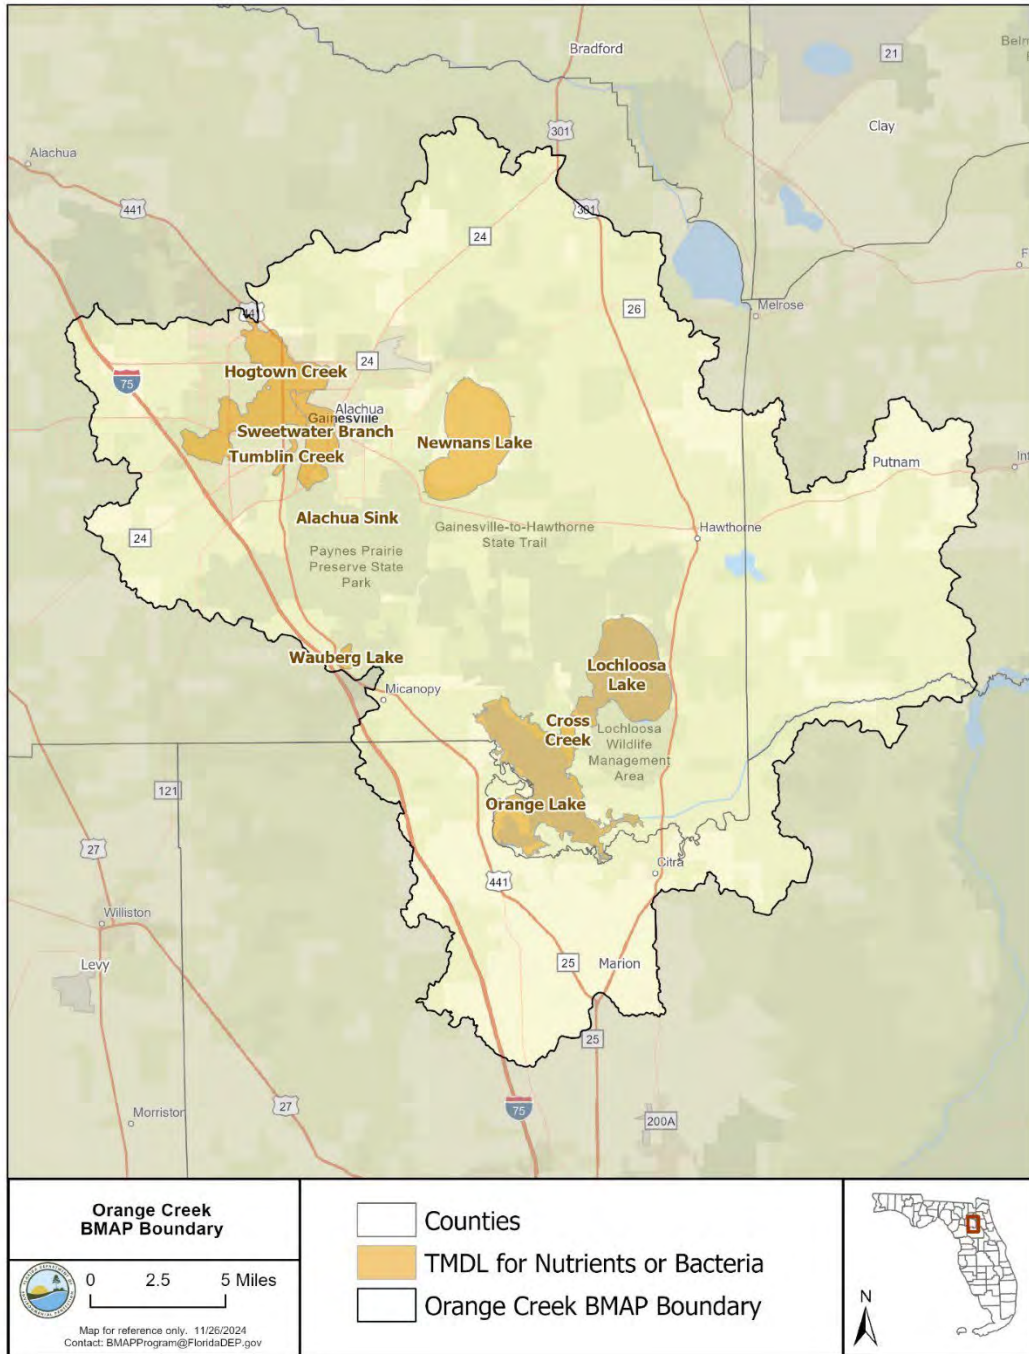 Bradford
21
Belm
301
Clay
Alachua
441
301
24
26
Melrose
441
24
75
Hogtown Creek
Alachua
Gainesville
Sweetwater Branch
Tumblin Creek
Newnans Lake
Putnam
Int
Alachua Sink
Gainesville-to-Hawthorne
State Trail
Hawthorne
24
Paynes Prairie
Preserve State
Park
Wauberg Lake
Lochloosa
Lake
Micanopy
Cross
Creek
Lochloosa
Wildlife
Management
Area
121
Orange Lake
27
Citra
441
Williston
Levy
25
Marion
25
27
75
Morriston
200A
Orange Creek
BMAP Boundary
0 2.5 5 Miles
Map for reference only. 11/26/2024
Contact: BMAPProgram@FloridaDEP.gov
Counties
TMDL for Nutrients or Bacteria
Orange Creek BMAP Boundary
N